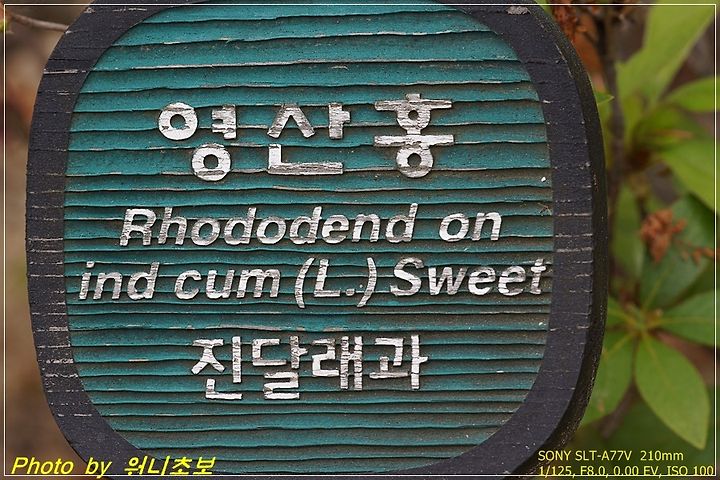 영산홍
Rhododend on
ind cum (L.) Sweet
진달래과
Photo by 워니초보
SONY SLT-A77V 210mm
1/125, F8.0, 0.00 EV, ISO 100